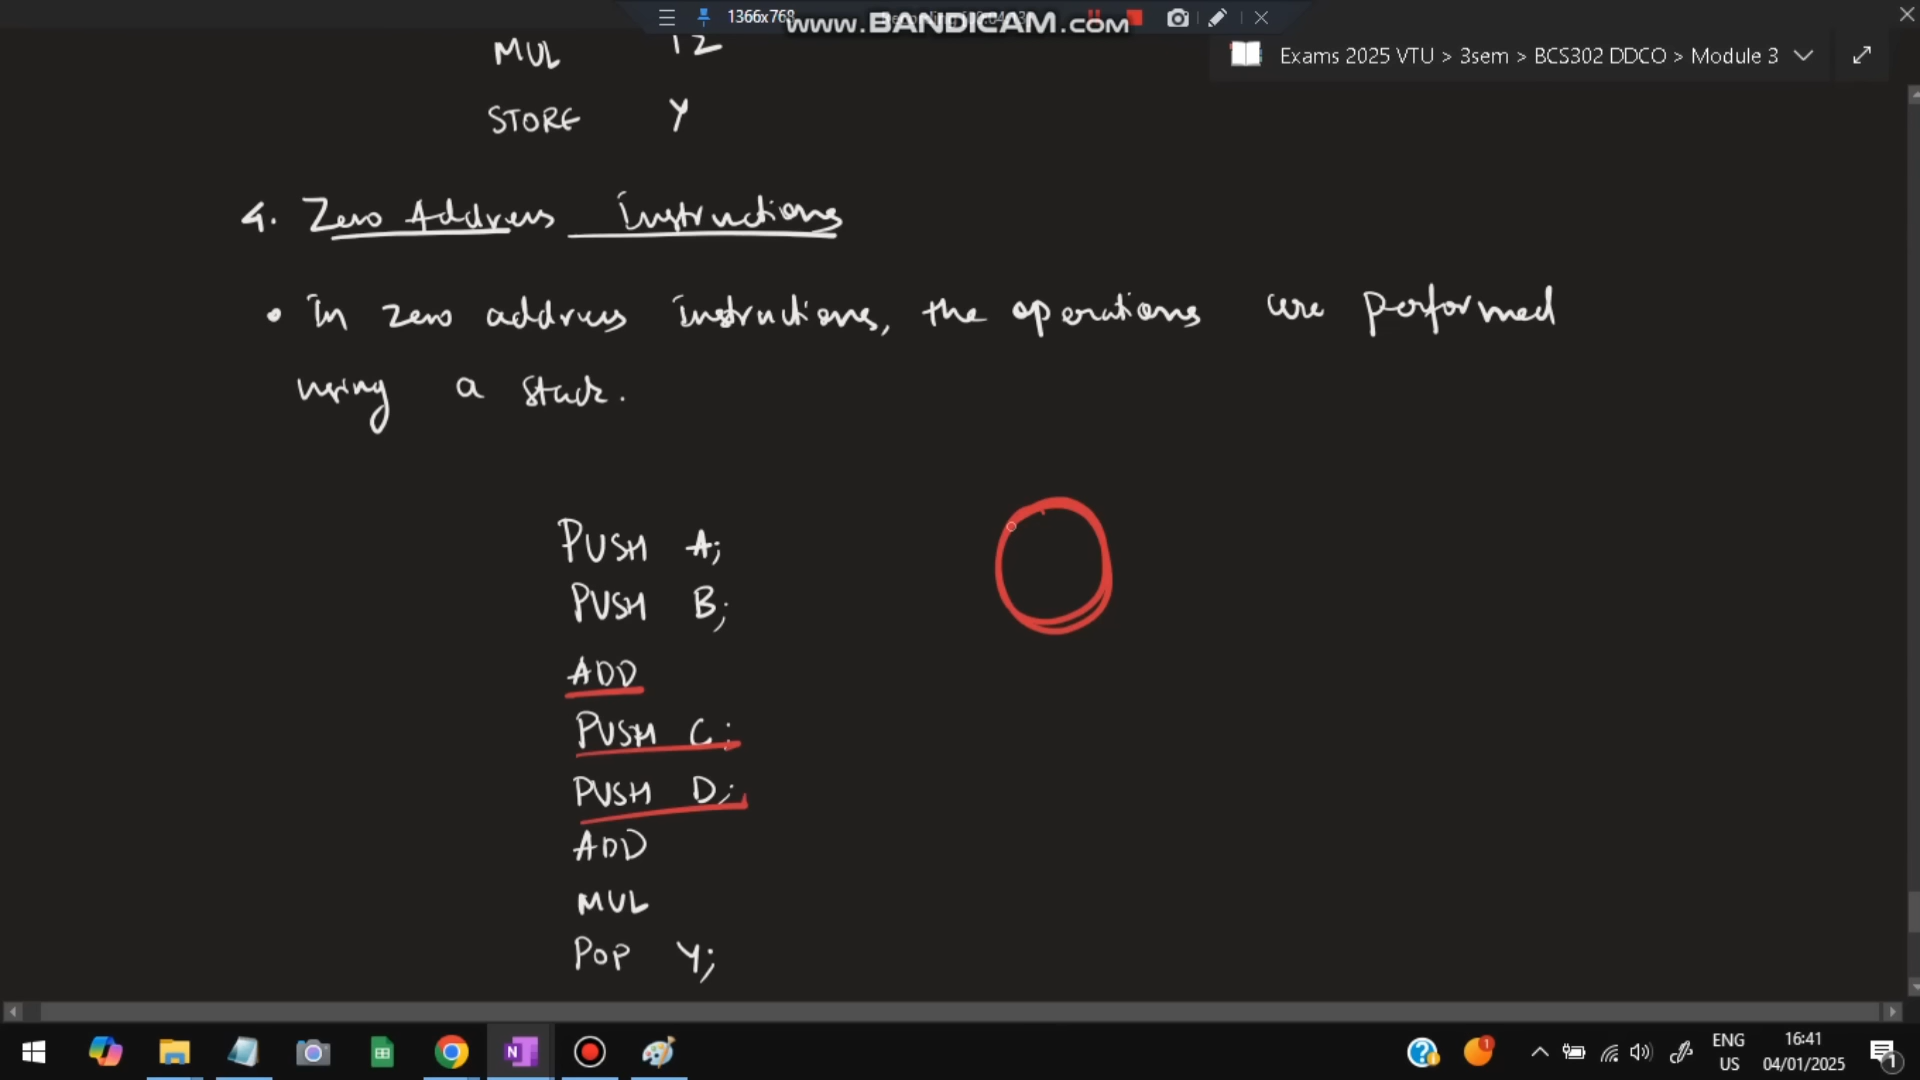 1366x768
www.BANDICAM.com
Exams 2025 VTU > 3sem > BCS302 DDCO > Module 3
MUL T2
STORE Y
4. Zero Address Instructions
• In zero address instructions, the operations are performed
using a stack.
PUSH A;
PUSH B;
ADD
PUSH C;
PUSH D;
ADD
MUL
POP Y;
ENG
US
16:41
04/01/2025